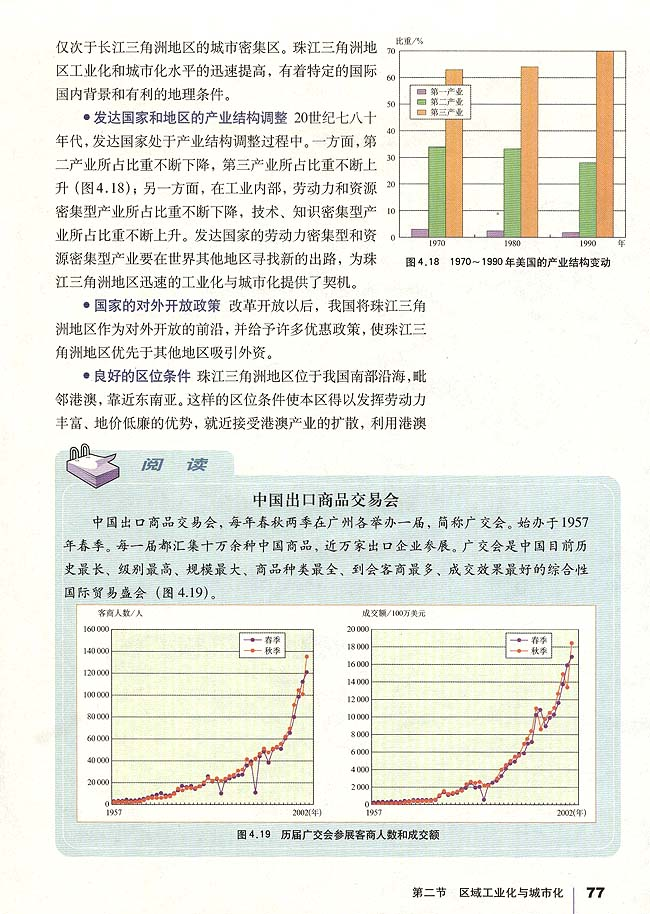 仅次于长江三角洲地区的城市密集区。珠江三角洲地
区工业化和城市化水平的迅速提高，有着特定的国际
国内背景和有利的地理条件。
●发达国家和地区的产业结构调整 20世纪七八十
年代，发达国家处于产业结构调整过程中。一方面，第
二产业所占比重不断下降，第三产业所占比重不断上
升（图4.18）；另一方面，在工业内部，劳动力和资源
密集型产业所占比重不断下降，技术、知识密集型产
业所占比重不断上升。发达国家的劳动力密集型和资
源密集型产业要在世界其他地区寻找新的出路，为珠
江三角洲地区迅速的工业化与城市化提供了契机。
●国家的对外开放政策 改革开放以后，我国将珠江三角
洲地区作为对外开放的前沿，并给予许多优惠政策，使珠江三
角洲地区优先于其他地区吸引外资。
●良好的区位条件 珠江三角洲地区位于我国南部沿海，毗
邻港澳，靠近东南亚。这样的区位条件使本区得以发挥劳动力
丰富、地价低廉的优势，就近接受港澳产业的扩散，利用港澳
比重/%
70
60
50
40
30
20
10
0
第一产业
第二产业
第三产业
1970 1980 1990 年
图4.18 1970～1990年美国的产业结构变动
阅 读
中国出口商品交易会
中国出口商品交易会，每年春秋两季在广州各举办一届，简称广交会。始办于1957
年春季。每一届都汇集十万余种中国商品，近万家出口企业参展。广交会是中国目前历
史最长、级别最高、规模最大、商品种类最全、到会客商最多、成交效果最好的综合性
国际贸易盛会（图4.19）。
客商人数/人
160 000
140 000
120 000
100 000
80 000
60 000
40 000
20 000
0
春季
秋季
1957 2002(年)
成交额/100万美元
20 000
18 000
16 000
14 000
12 000
10 000
8 000
6 000
4 000
2 000
0
春季
秋季
1957 2002(年)
图4.19 历届广交会参展客商人数和成交额
第二节 区域工业化与城市化 77